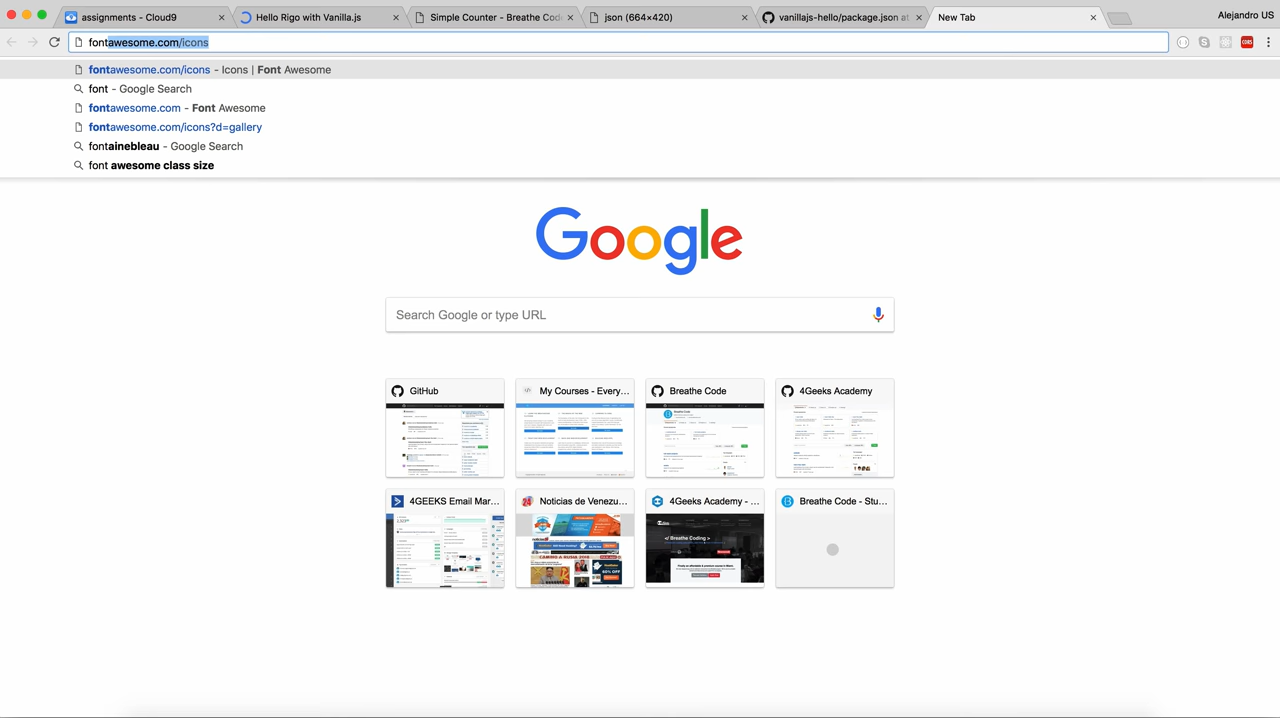 assignments - Cloud9
Hello Rigo with Vanilla.js
Simple Counter - Breathe Cod
json (664×420)
vanillajs-hello/package.json at
New Tab
Alejandro US
fontawesome.com/icons
fontawesome.com/icons - Icons | Font Awesome
font - Google Search
fontawesome.com - Font Awesome
fontawesome.com/icons?d=gallery
fontainebleau - Google Search
font awesome class size
Google
Search Google or type URL
GitHub
My Courses - Every...
Breathe Code
4Geeks Academy
4GEEKS Email Mar...
Noticias de Venezu...
4Geeks Academy - ...
Breathe Code - Stu...